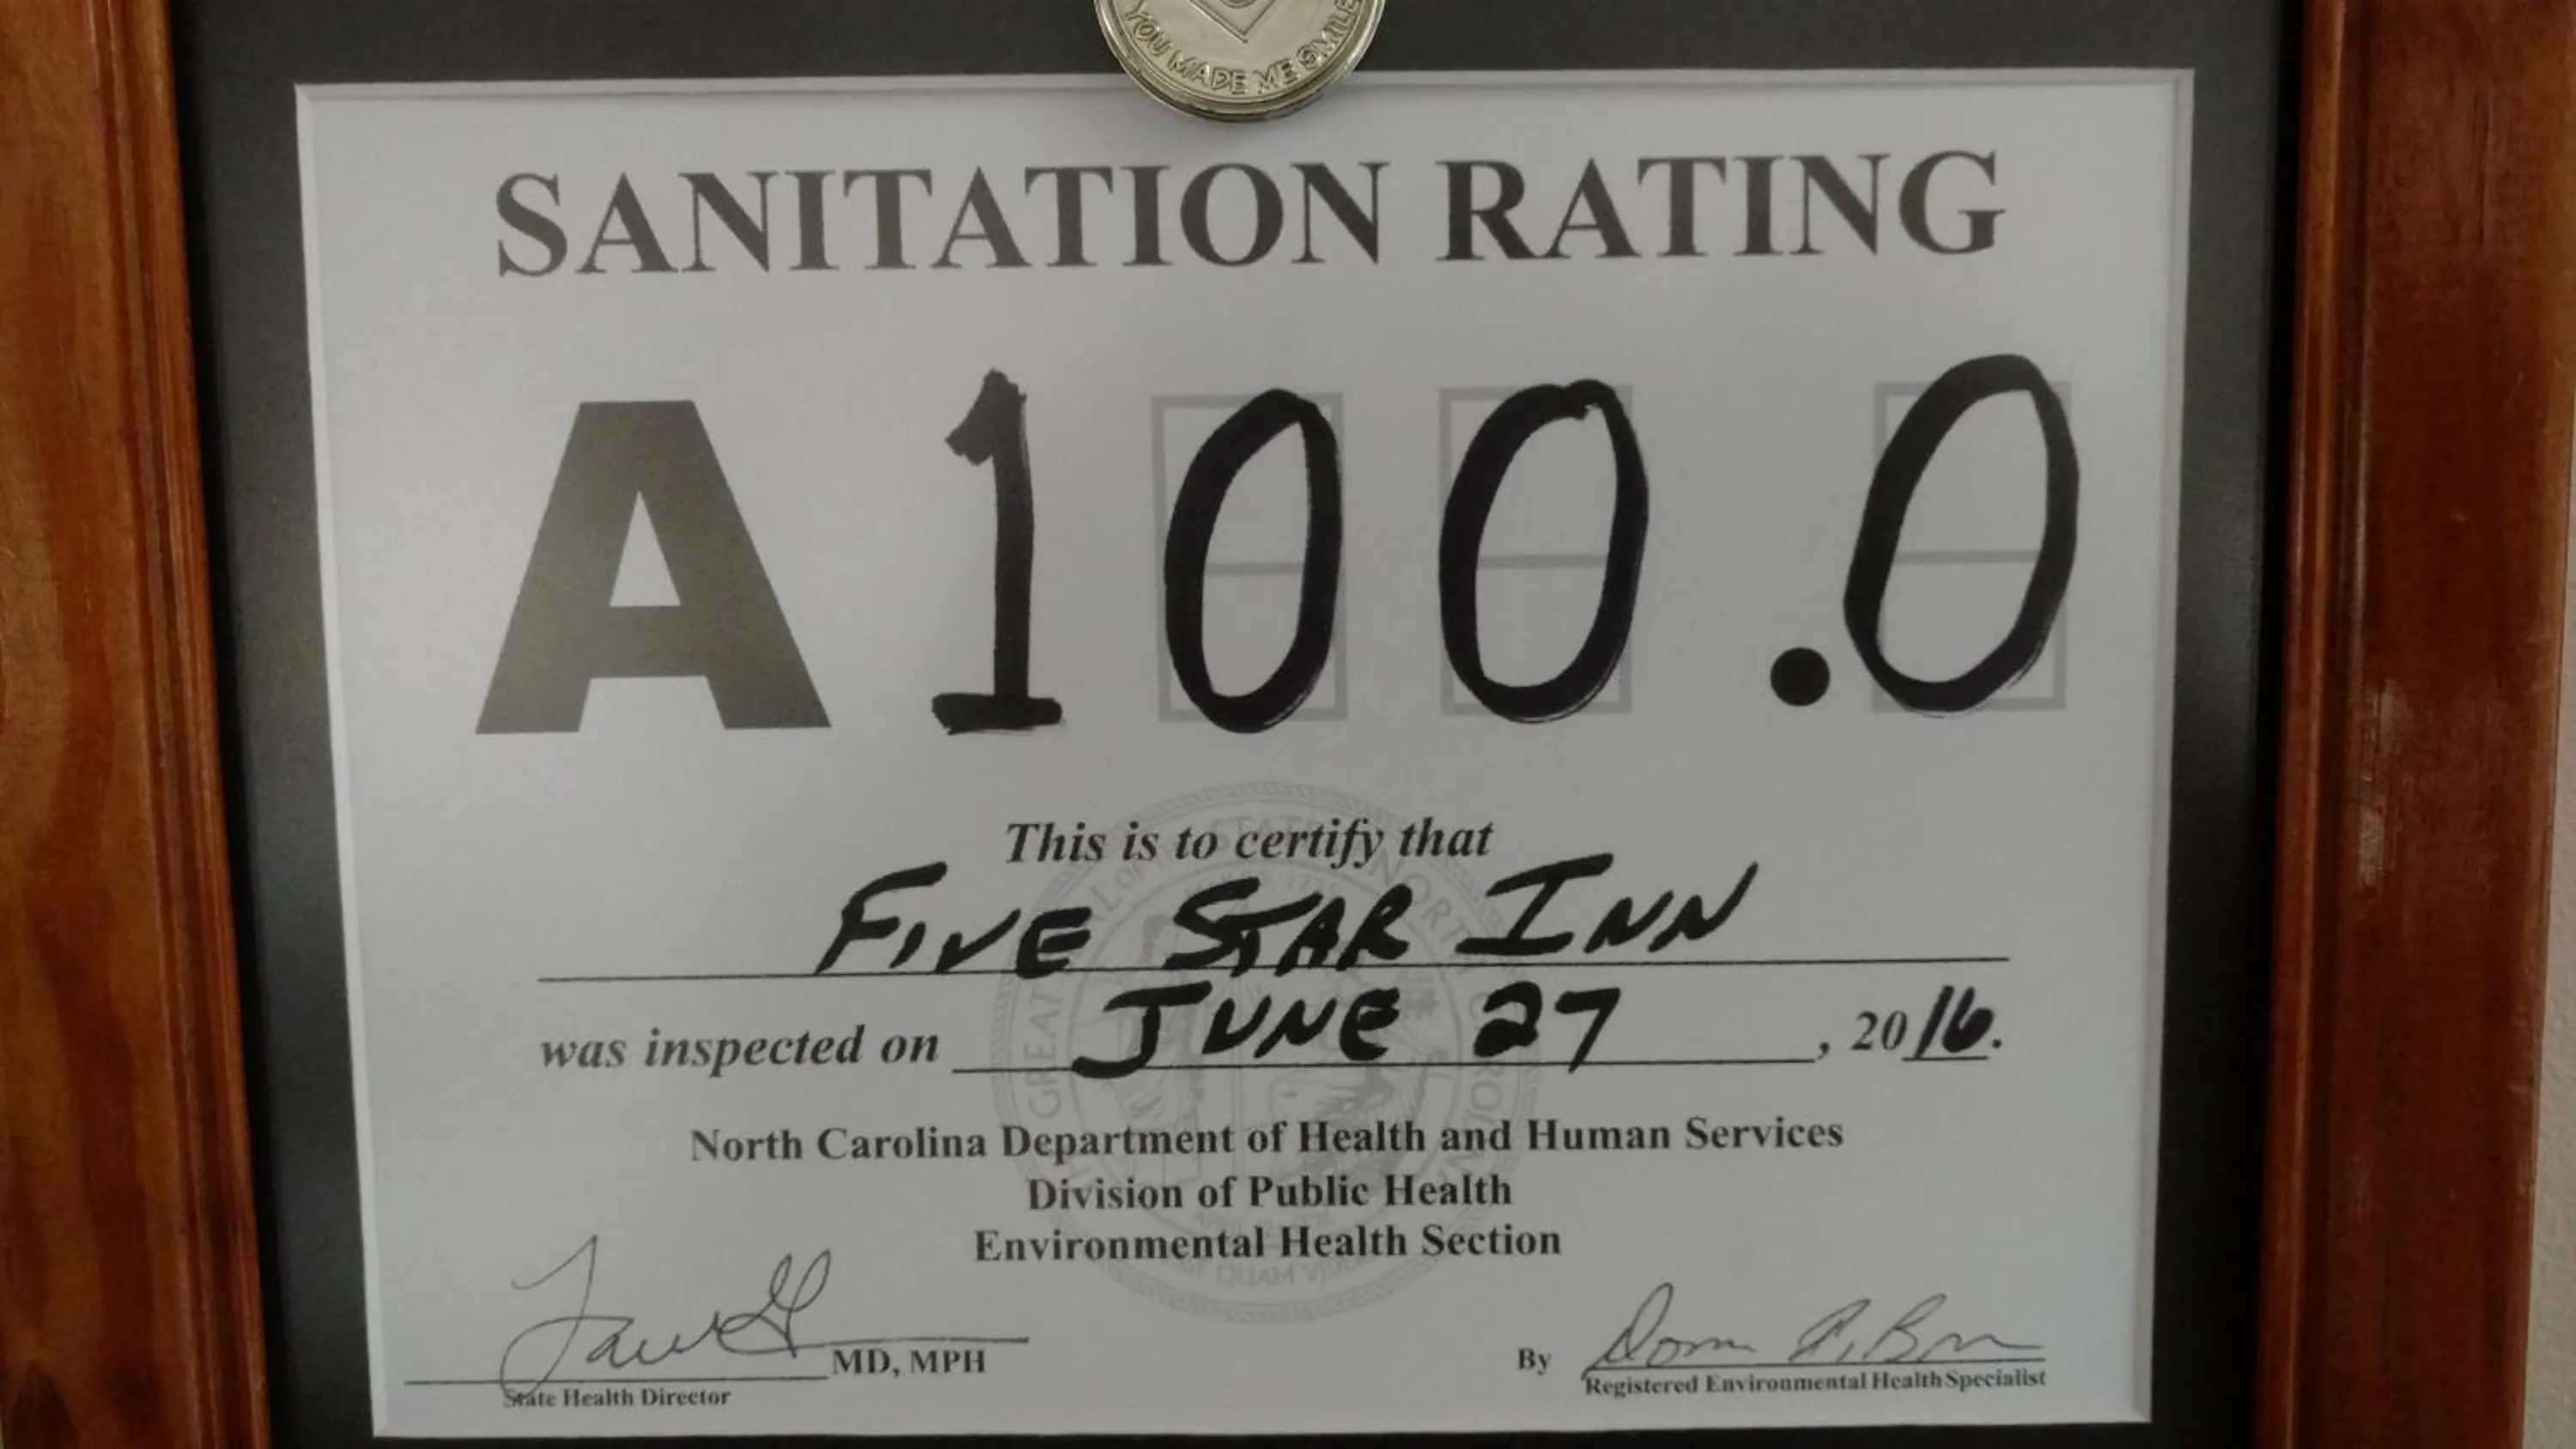 YOU MADE ME SMILE
SANITATION RATING
A 100.0
This is to certify that
FIVE STAR INN
was inspected on JUNE 27, 2016.
North Carolina Department of Health and Human Services
Division of Public Health
Environmental Health Section
MD, MPH
State Health Director
By
Registered Environmental Health Specialist